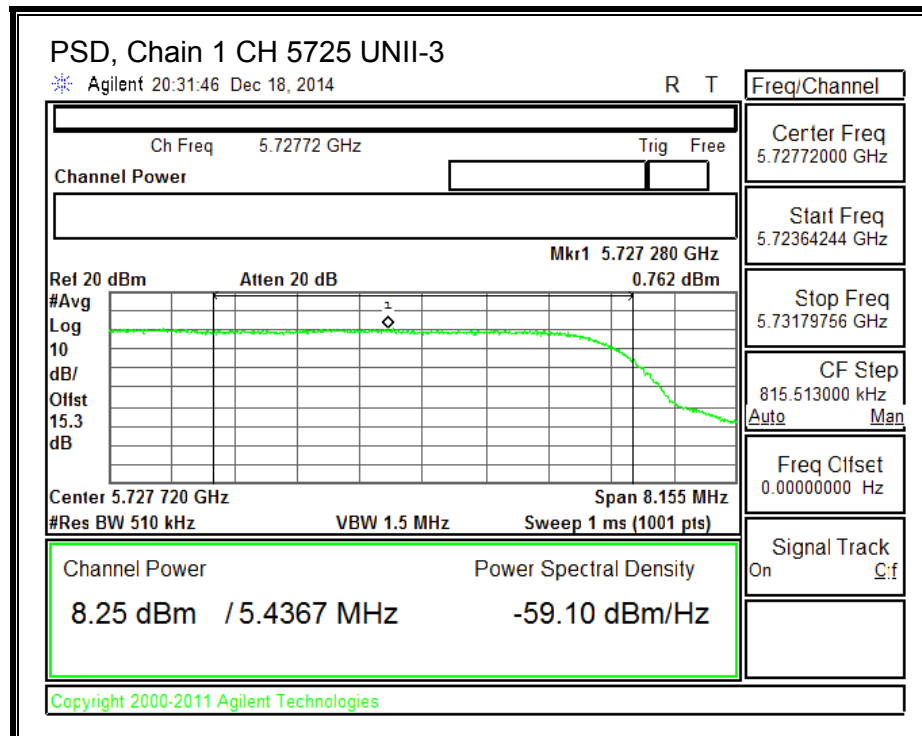 PSD, Chain 1 CH 5725 UNII-3
Agilent 20:31:46 Dec 18, 2014 R T
Freq/Channel
Ch Freq 5.72772 GHz Trig Free
Channel Power
Center Freq
5.72772000 GHz
Start Freq
5.72364244 GHz
Stop Freq
5.73179756 GHz
CF Step
815.513000 kHz
Auto Man
Freq Offset
0.00000000 Hz
Signal Track
On Off
Mkr1 5.727 280 GHz
Ref 20 dBm Atten 20 dB 0.762 dBm
#Avg
Log
10
dB/
Offst
15.3
dB
1
Center 5.727 720 GHz Span 8.155 MHz
#Res BW 510 kHz VBW 1.5 MHz Sweep 1 ms (1001 pts)
Channel Power Power Spectral Density
8.25 dBm / 5.4367 MHz -59.10 dBm/Hz
Copyright 2000-2011 Agilent Technologies